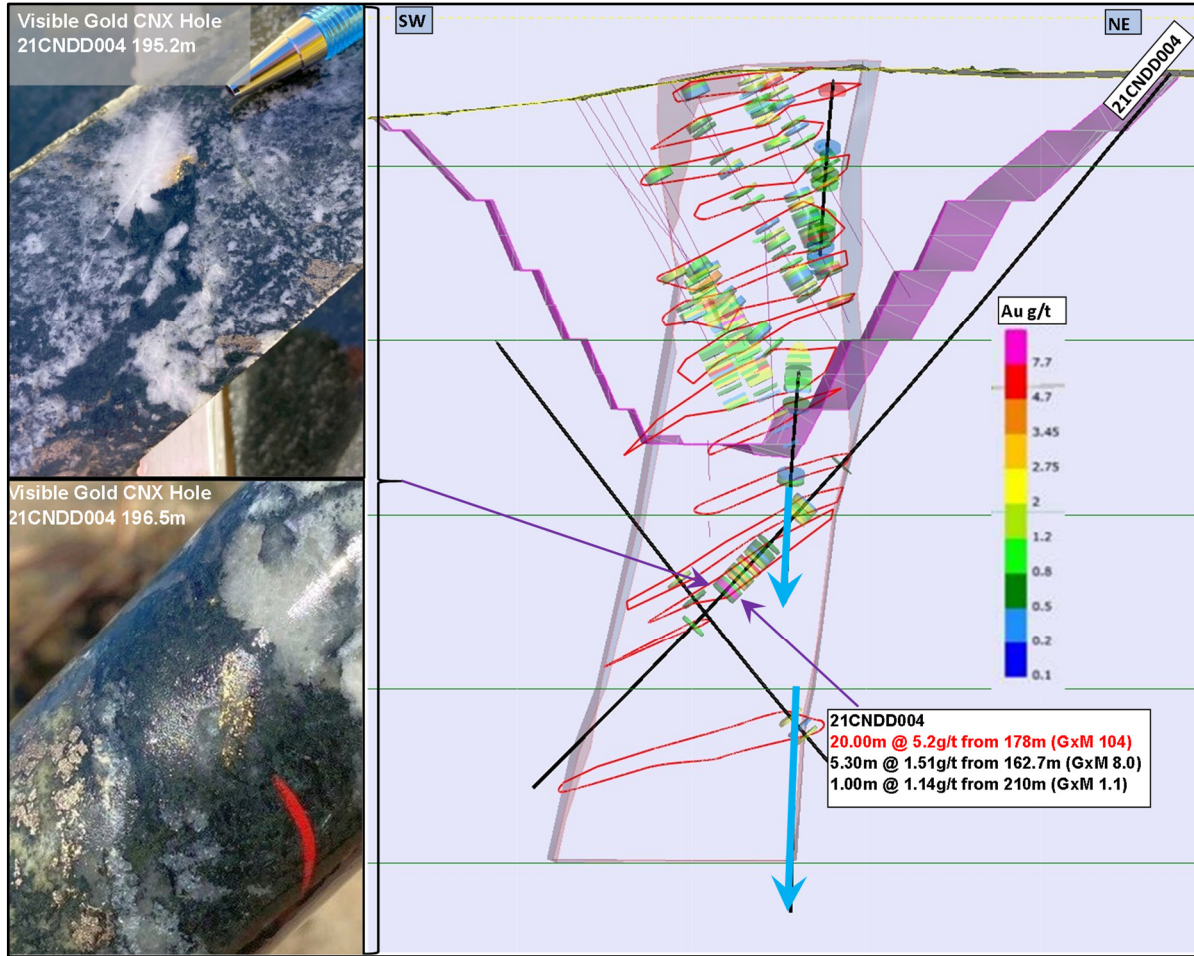 Visible Gold CNX Hole
21CNDD004 195.2m
Visible Gold CNX Hole
21CNDD004 196.5m
SW
NE
21CNDD004
Au g/t
7.7
4.7
3.45
2.75
2
1.2
0.8
0.5
0.2
0.1
21CNDD004
20.00m @ 5.2g/t from 178m (GxM 104)
5.30m @ 1.51g/t from 162.7m (GxM 8.0)
1.00m @ 1.14g/t from 210m (GxM 1.1)